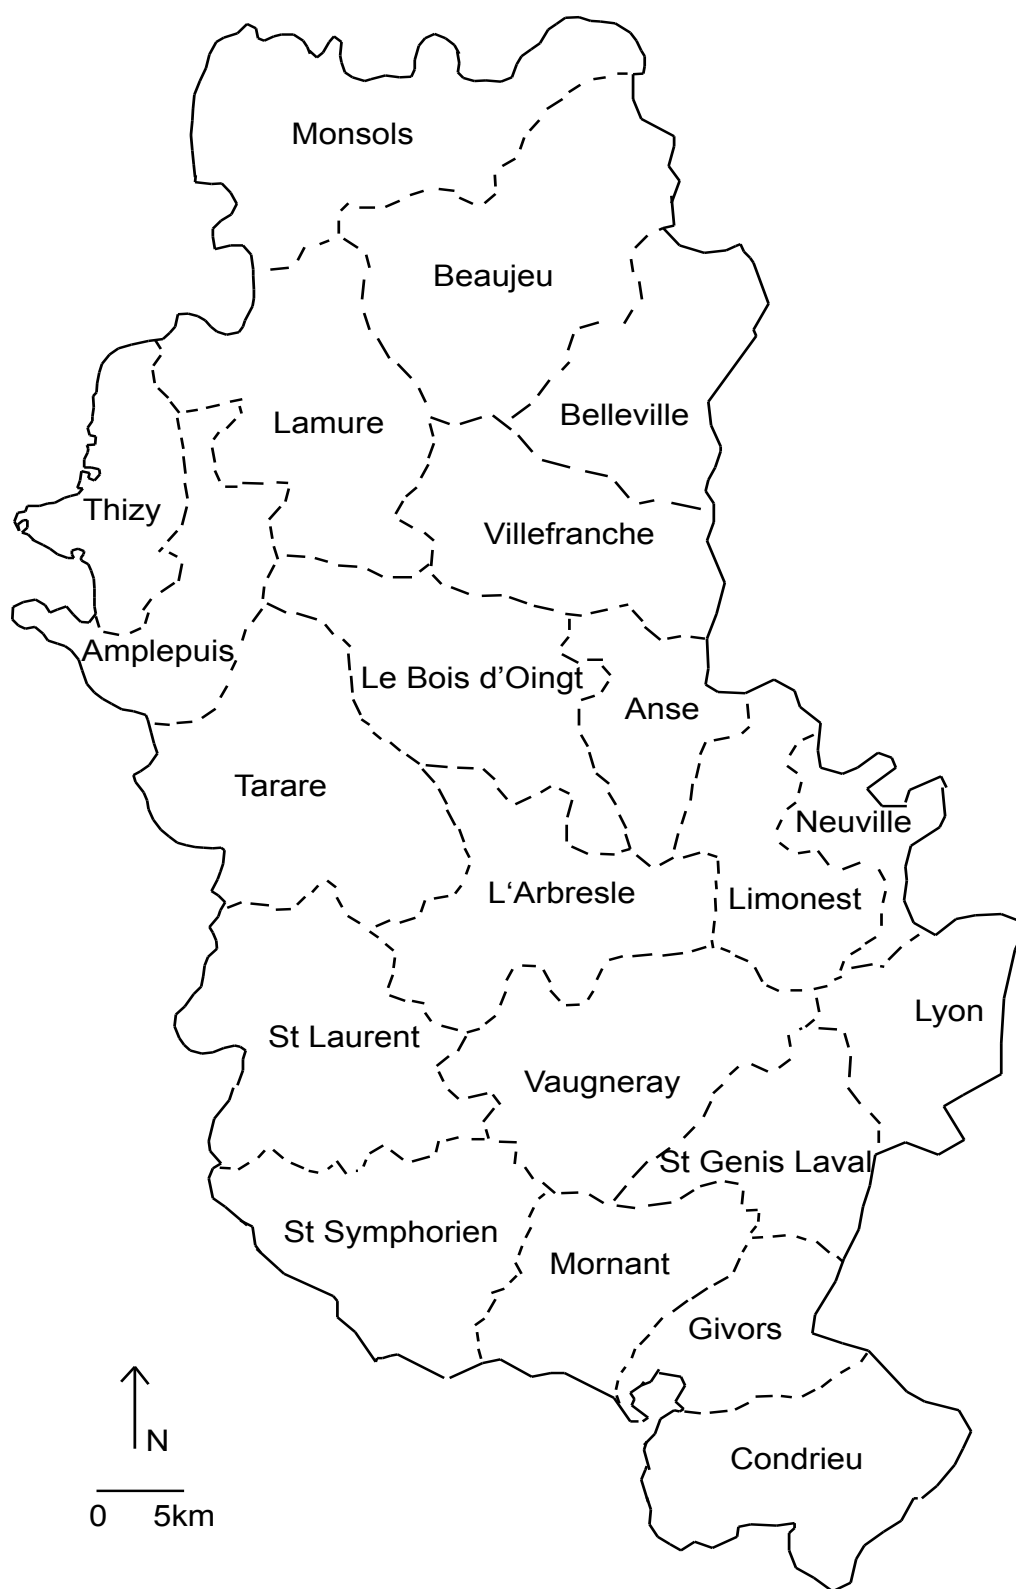 Monsols
Beaujeu
Belleville
Lamure
Thizy
Villefranche
Amplepuis
Le Bois d’Oingt
Anse
Tarare
Neuville
L‘Arbresle
Limonest
Lyon
St Laurent
Vaugneray
St Genis Laval
St Symphorien
Mornant
Givors
N
Condrieu
0 5km